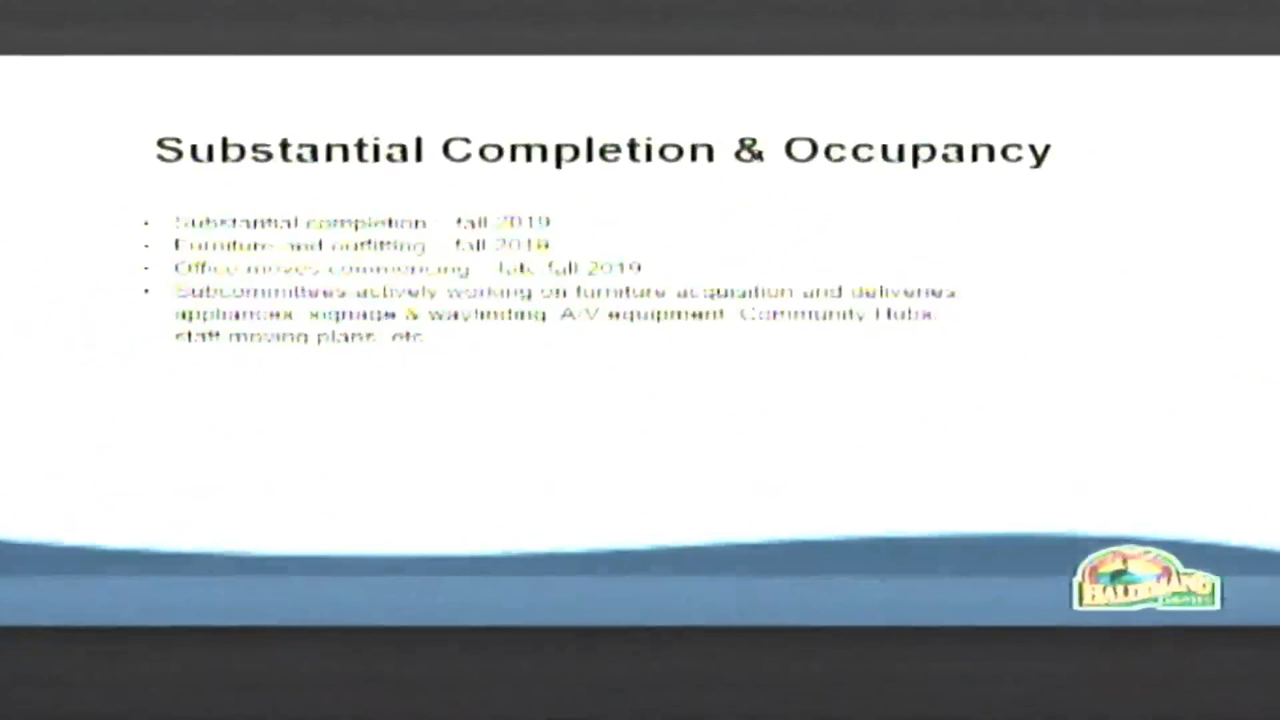 Substantial Completion & Occupancy
· Substantial completion - fall 2019
· Furniture and outfitting - fall 2019
· Office moves commencing - late fall 2019
· Subcommittees actively working on furniture acquisition and deliveries,
appliances, signage & wayfinding, A/V equipment, Community Hubs,
staff moving plans, etc.
HALDIMAND